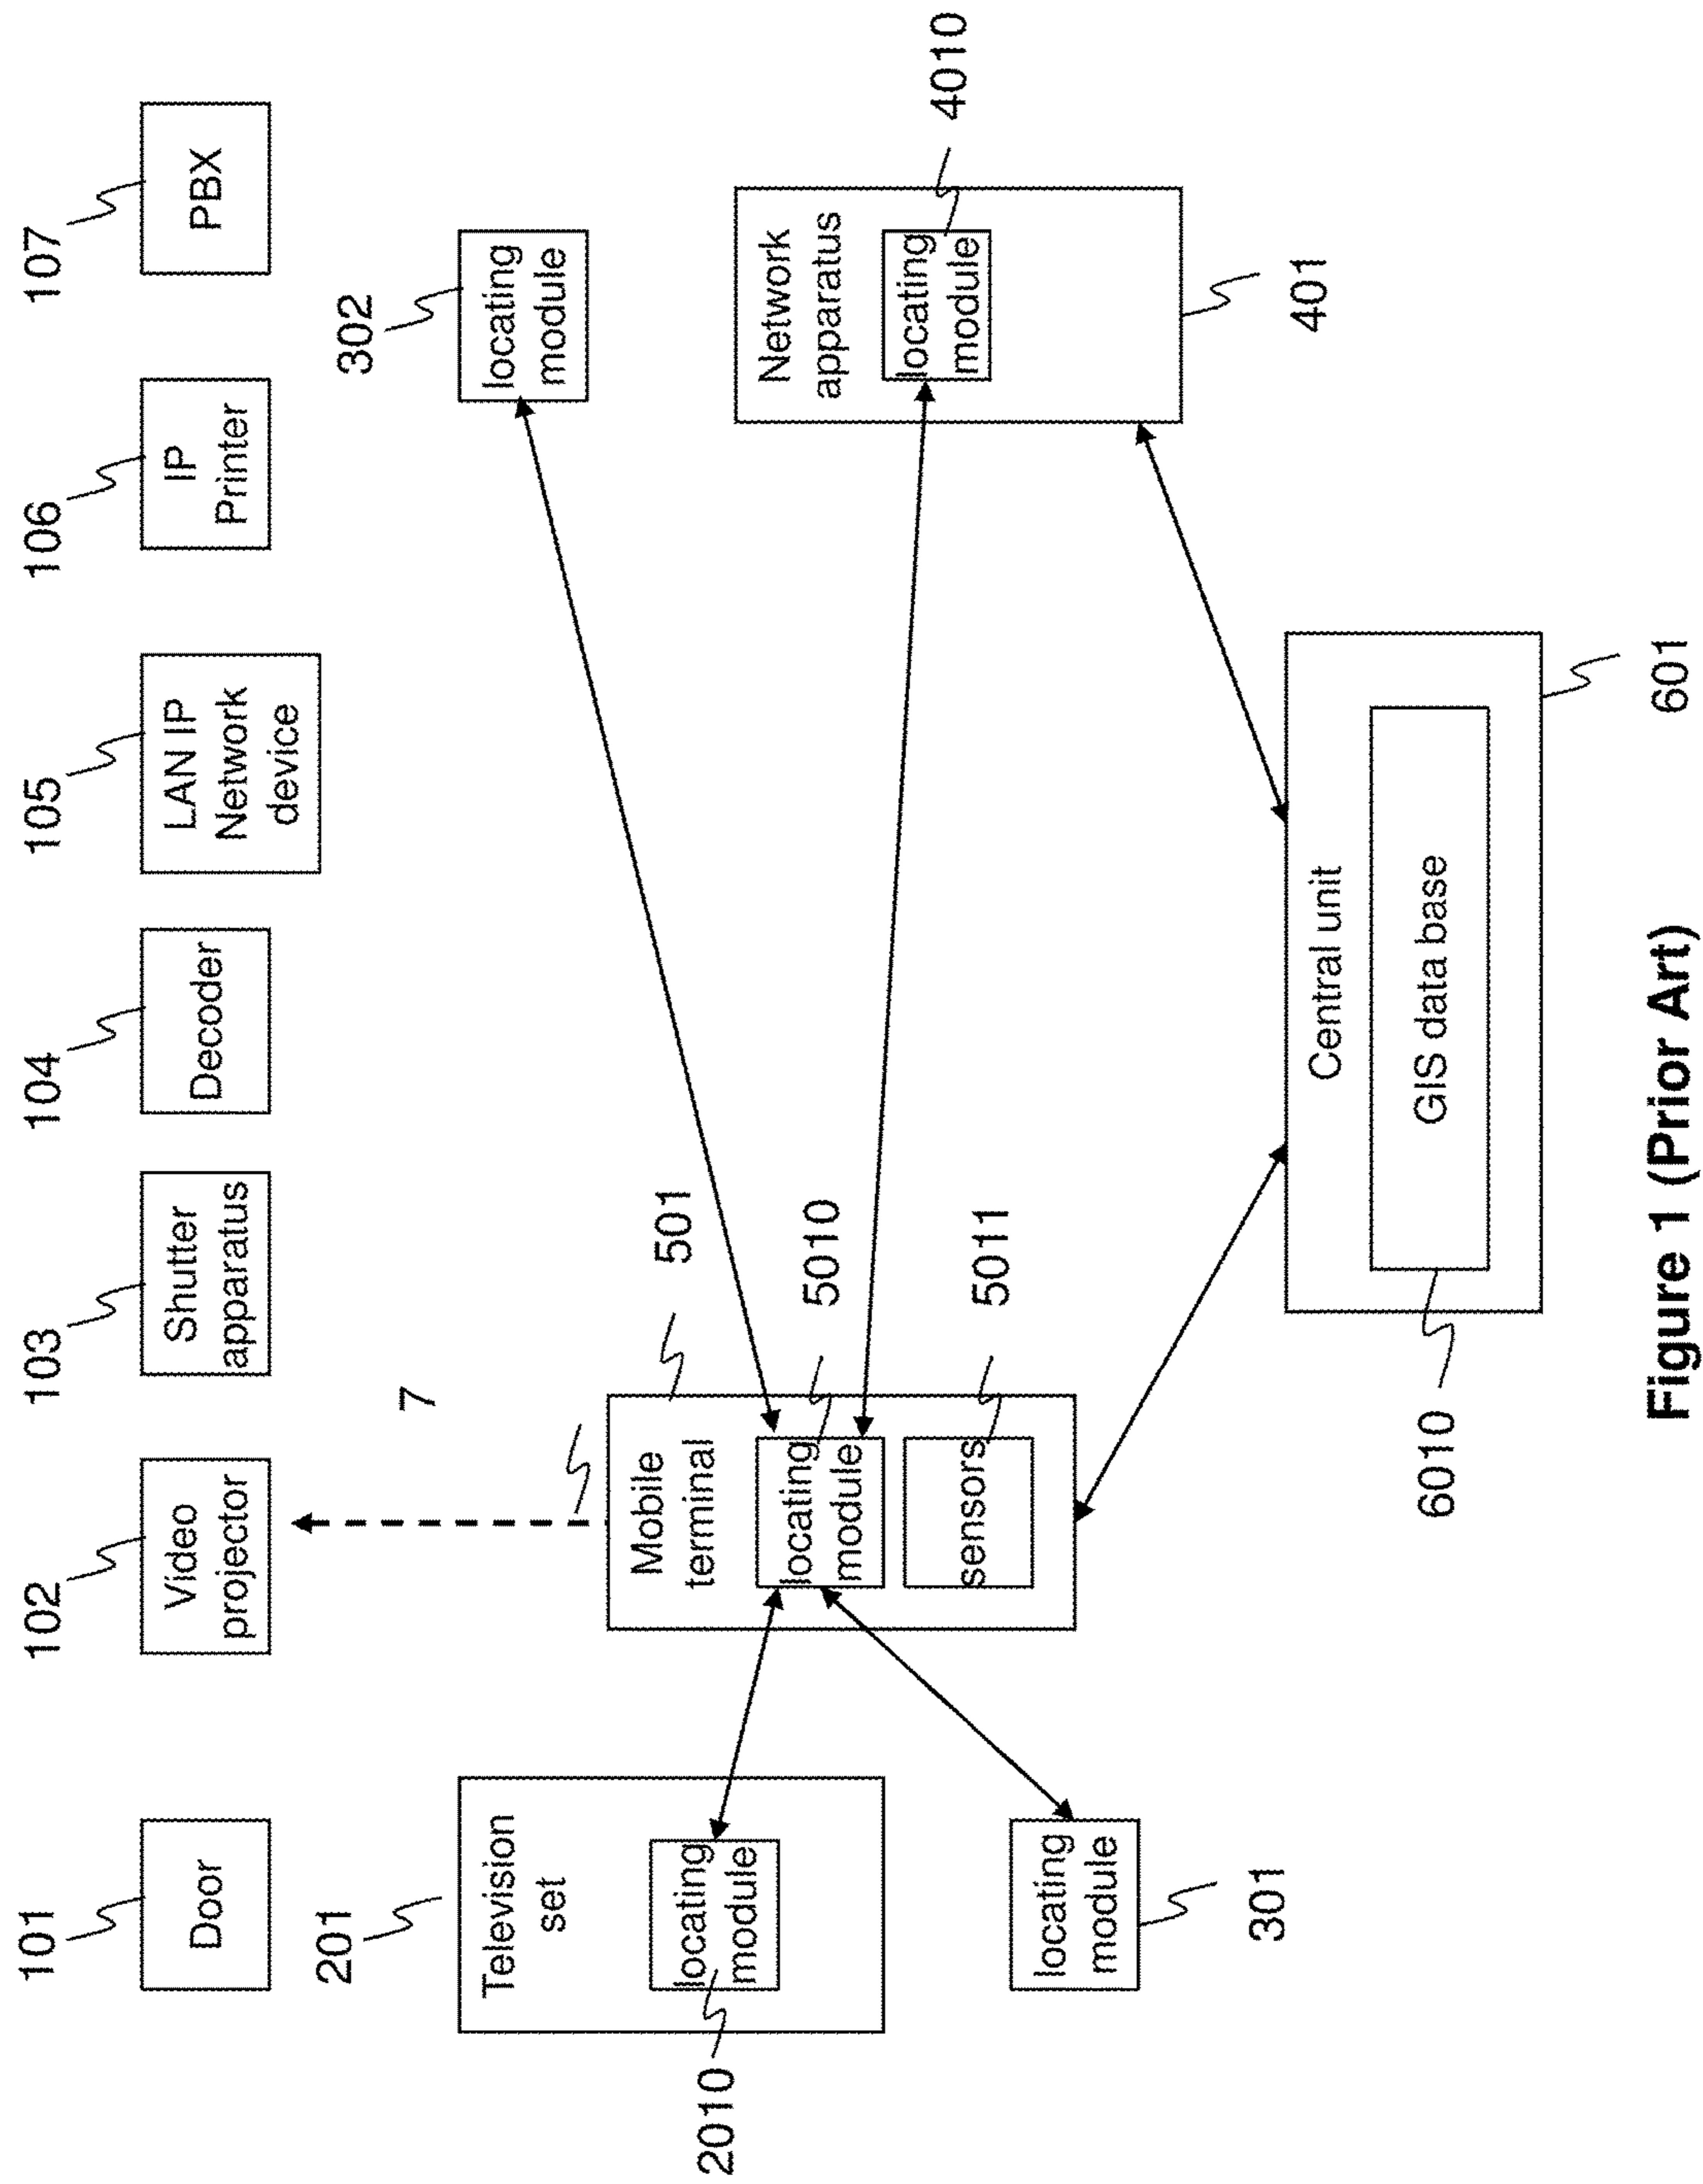 101
102
103
104
105
106
107
Door
Video
projector
Shutter
apparatus
Decoder
LAN IP
Network
device
IP
Printer
PBX
201
7
302
Television
set
locating
module
2010
locating
module
301
Mobile
terminal
locating
module
sensors
501
5010
5011
locating
module
Network
apparatus
locating
module
4010
401
Central unit
GIS data base
6010
601
Figure 1 (Prior Art)